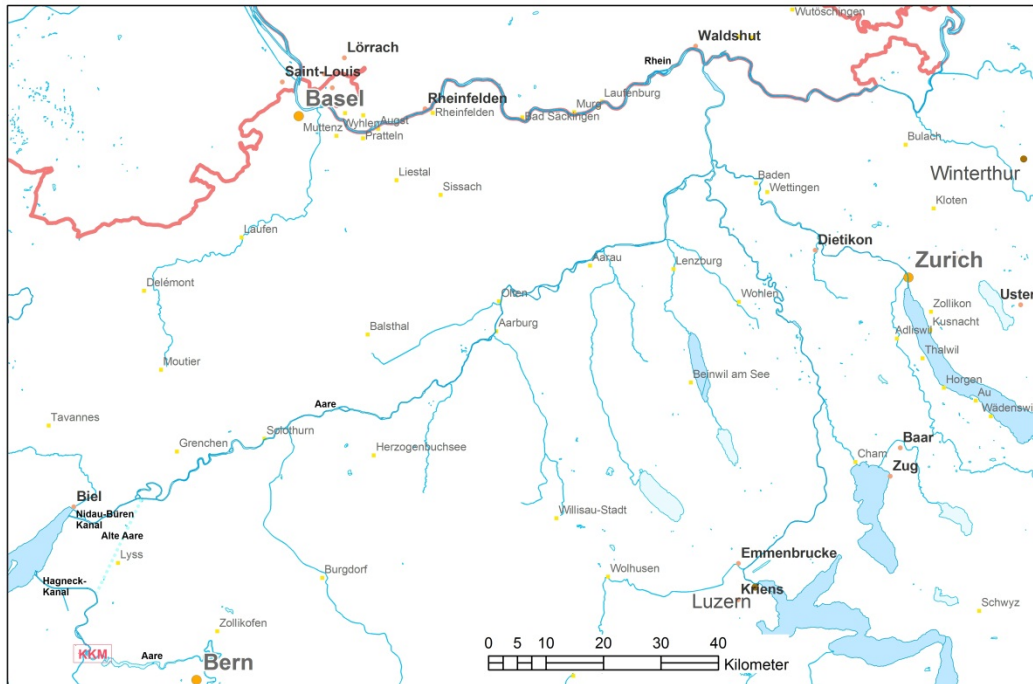 Wutöschingen
Lörrach
Waldshut
Rhein
Saint-Louis
Basel
Rheinfelden
Laufenburg
Murg
Rheinfelden
Bad Säckingen
Wyhlen
Augst
Muttenz
Pratteln
Bulach
Winterthur
Liestal
Sissach
Baden
Wettingen
Kloten
Laufen
Dietikon
Aarau
Lenzburg
Zurich
Delémont
Olten
Wohlen
Uster
Zollikon
Aarburg
Kusnacht
Balsthal
Adliswil
Moutier
Thalwil
Beinwil am See
Horgen
Au
Aare
Wädenswil
Tavannes
Solothurn
Baar
Grenchen
Herzogenbuchsee
Cham
Zug
Biel
Nidau-Büren
Kanal
Willisau-Stadt
Alte Aare
Lyss
Emmenbrucke
Hagneck-
Kanal
Burgdorf
Wolhusen
Kriens
Luzern
Schwyz
Zollikofen
KKM
Aare
Bern
0 5 10 20 30 40
Kilometer